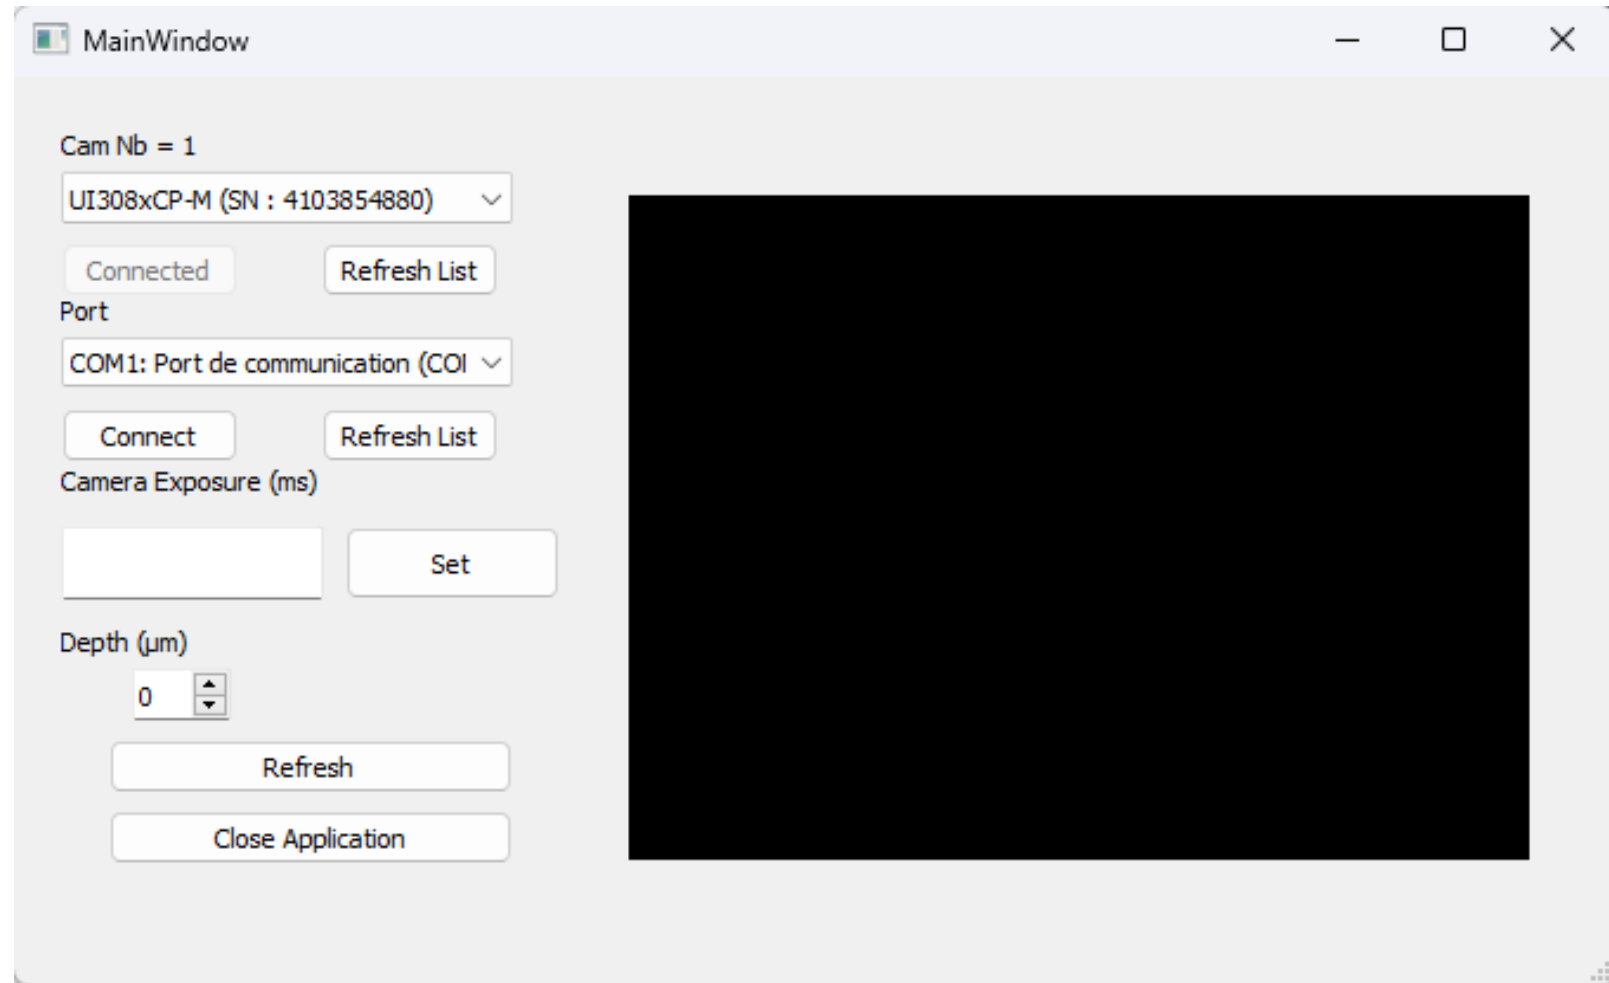 MainWindow
Cam Nb = 1
UI308xCP-M (SN : 4103854880)
Connected Refresh List
Port
COM1: Port de communication (COI
Connect Refresh List
Camera Exposure (ms)
Set
Depth (µm)
0
Refresh
Close Application